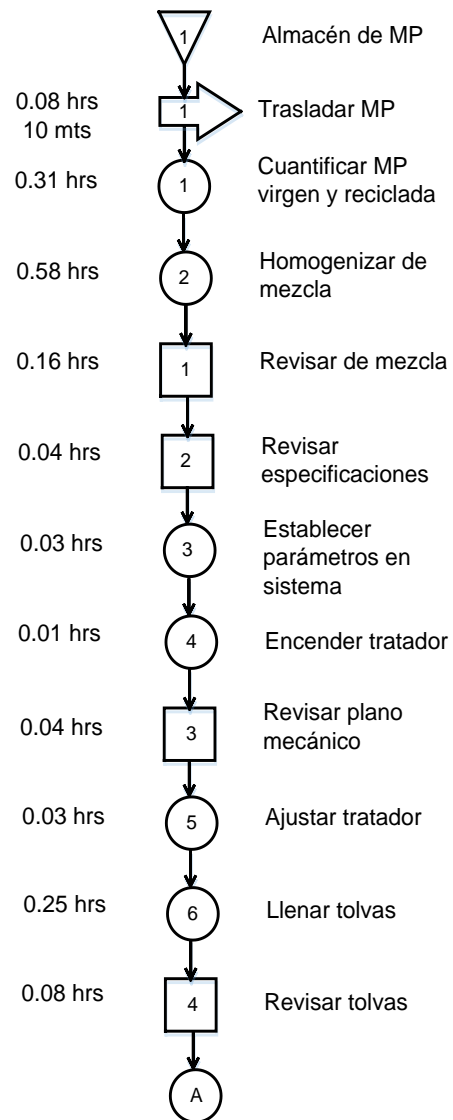 1
Almacén de MP
0.08 hrs
10 mts
1
Trasladar MP
0.31 hrs
1
Cuantificar MP
virgen y reciclada
0.58 hrs
2
Homogenizar de
mezcla
0.16 hrs
1
Revisar de mezcla
0.04 hrs
2
Revisar
especificaciones
0.03 hrs
3
Establecer
parámetros en
sistema
0.01 hrs
4
Encender tratador
0.04 hrs
3
Revisar plano
mecánico
0.03 hrs
5
Ajustar tratador
0.25 hrs
6
Llenar tolvas
0.08 hrs
4
Revisar tolvas
A